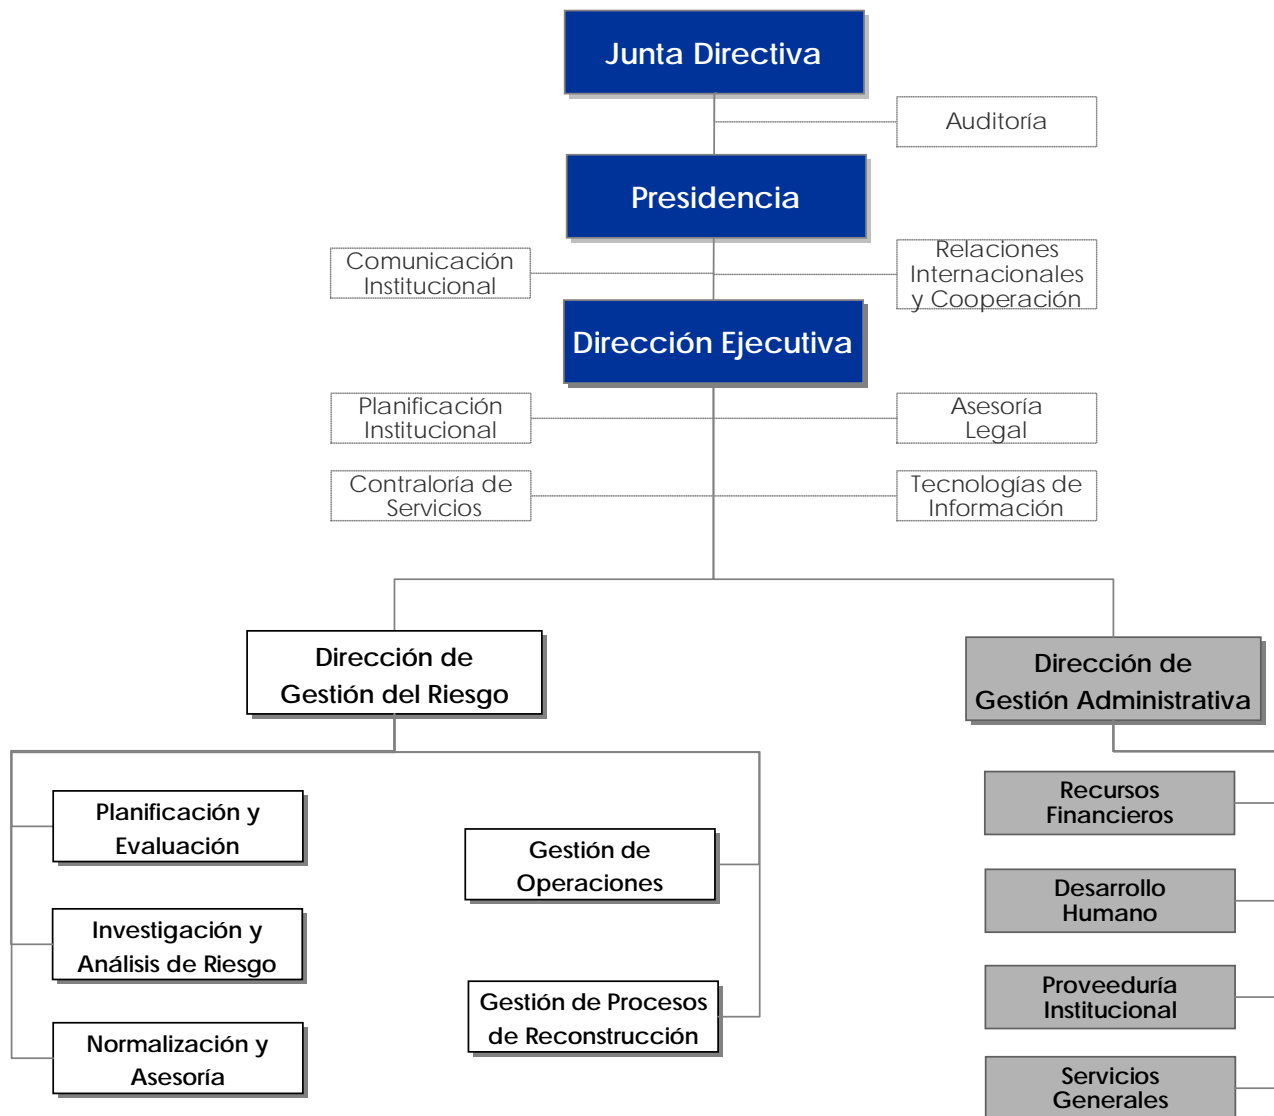 Junta Directiva
Auditoría
Presidencia
Comunicación
Institucional
Relaciones
Internacionales
y Cooperación
Dirección Ejecutiva
Planificación
Institucional
Asesoría
Legal
Contraloría de
Servicios
Tecnologías de
Información
Dirección de
Gestión del Riesgo
Dirección de
Gestión Administrativa
Planificación y
Evaluación
Investigación y
Análisis de Riesgo
Normalización y
Asesoría
Gestión de
Operaciones
Gestión de Procesos
de Reconstrucción
Recursos
Financieros
Desarrollo
Humano
Proveeduría
Institucional
Servicios
Generales